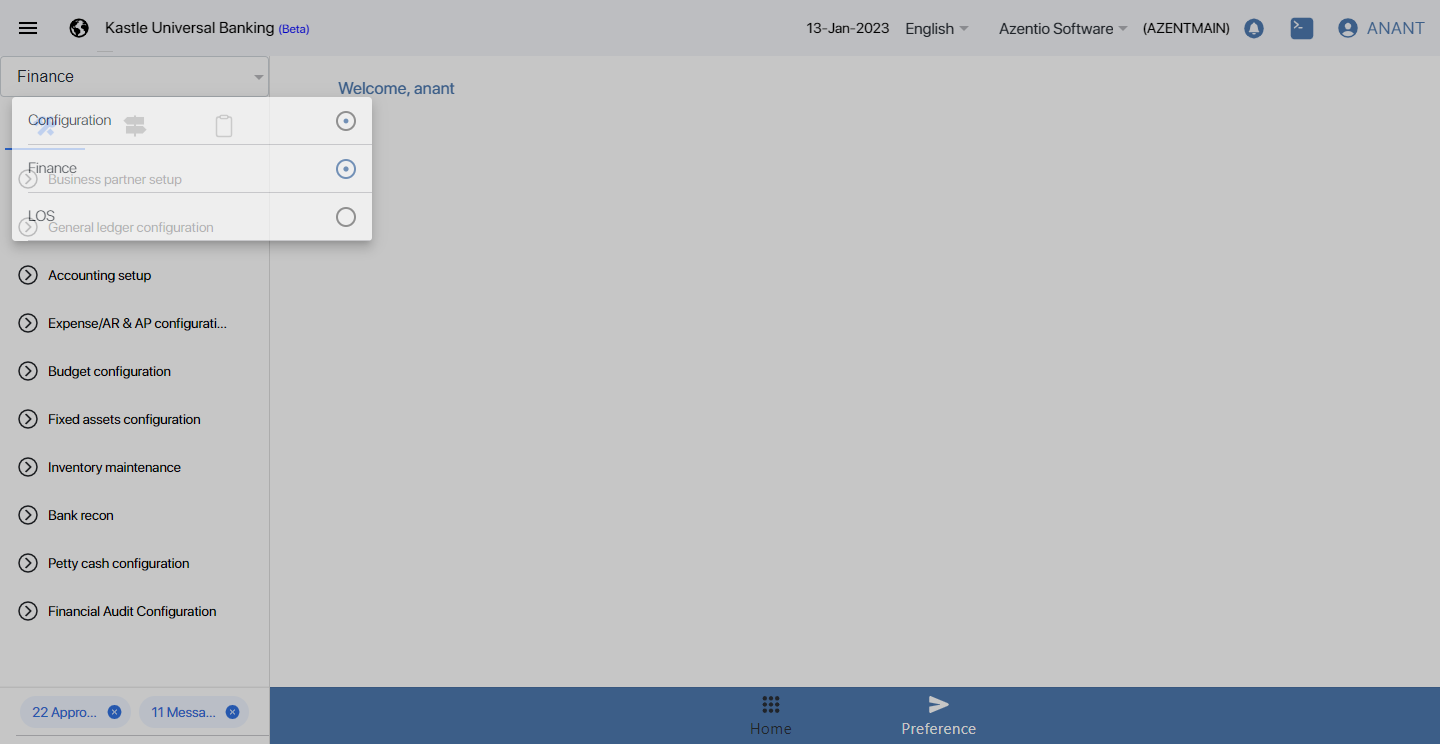 Kastle Universal Banking (Beta)
13-Jan-2023 English Azentio Software (AZENTMAIN) ANANT
Finance
Welcome, anant
Configuration
Finance
Business partner setup
LOS
General ledger configuration
Accounting setup
Expense/AR & AP configurati...
Budget configuration
Fixed assets configuration
Inventory maintenance
Bank recon
Petty cash configuration
Financial Audit Configuration
22 Appro... 11 Messa...
Home
Preference